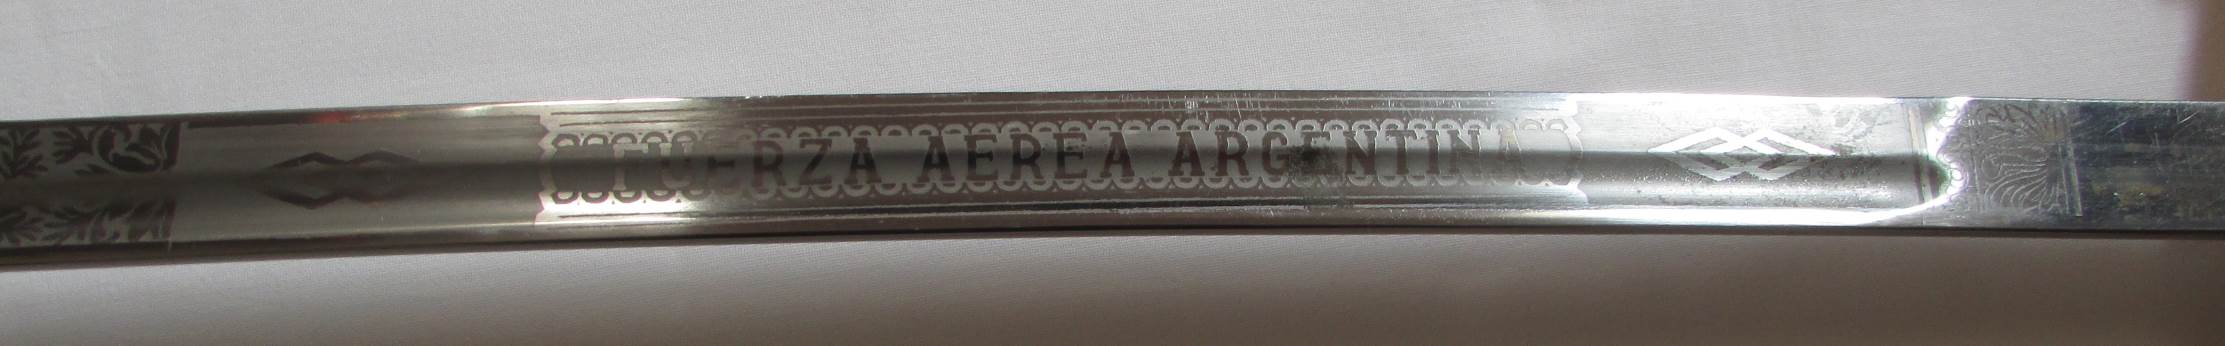 FUERZA AEREA ARGENTINA